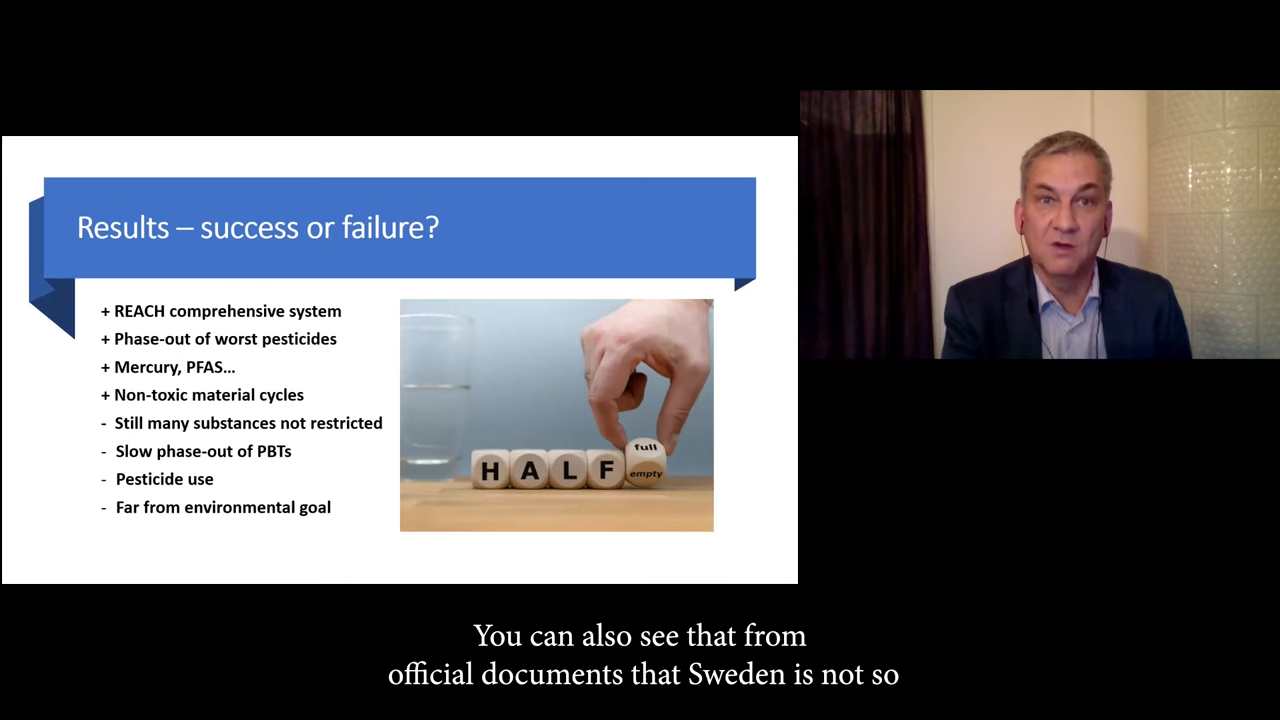 Results – success or failure?
+ REACH comprehensive system
+ Phase-out of worst pesticides
+ Mercury, PFAS...
+ Non-toxic material cycles
- Still many substances not restricted
- Slow phase-out of PBTs
- Pesticide use
- Far from environmental goal
HALF full
empty
You can also see that from
official documents that Sweden is not so